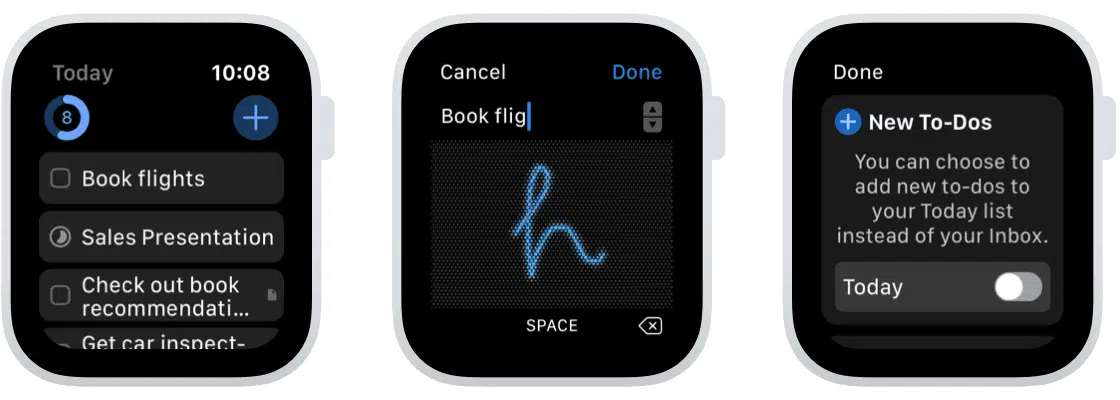 Today 10:08
8
Book flights
Sales Presentation
Check out book
recommendati...
Get car inspect-
Cancel Done
Book flig
h
SPACE
Done
New To-Dos
You can choose to
add new to-dos to
your Today list
instead of your Inbox.
Today